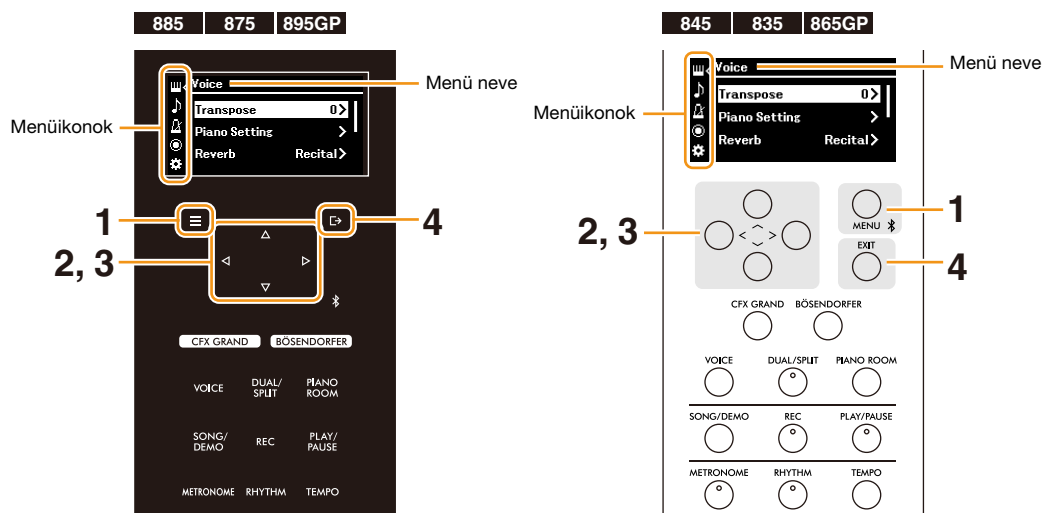 885 875 895GP
Voice
Transpose 0
Piano Setting
Reverb Recital
Menü neve
Menüikonok
1
4
2, 3
CFX GRAND BÖSENDORFER
VOICE DUAL/SPLIT PIANO ROOM
SONG/DEMO REC PLAY/PAUSE
METRONOME RHYTHM TEMPO
845 835 865GP
Voice
Transpose 0
Piano Setting
Reverb Recital
Menü neve
Menüikonok
2, 3
1
MENU
EXIT
4
CFX GRAND BÖSENDORFER
VOICE DUAL/SPLIT PIANO ROOM
SONG/DEMO REC PLAY/PAUSE
METRONOME RHYTHM TEMPO